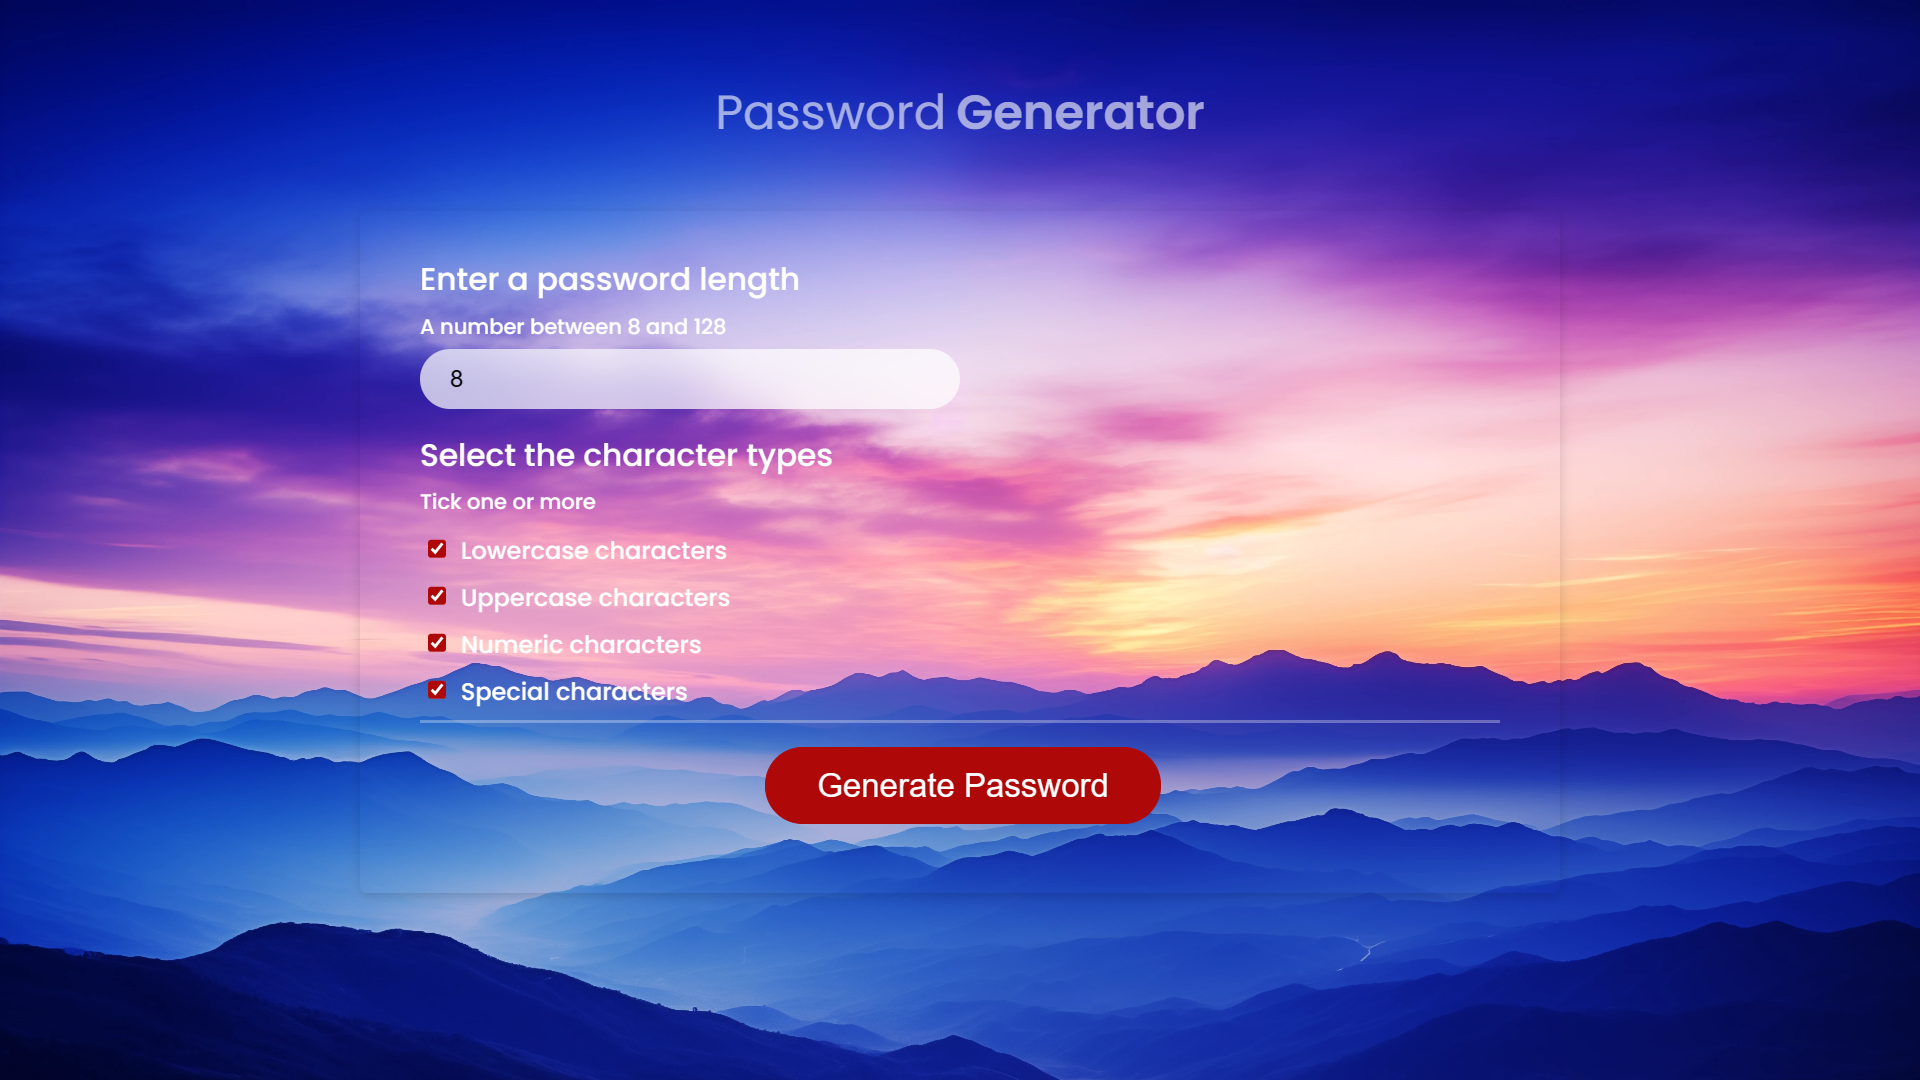 Password Generator
Enter a password length
A number between 8 and 128
8
Select the character types
Tick one or more
Lowercase characters
Uppercase characters
Numeric characters
Special characters
Generate Password